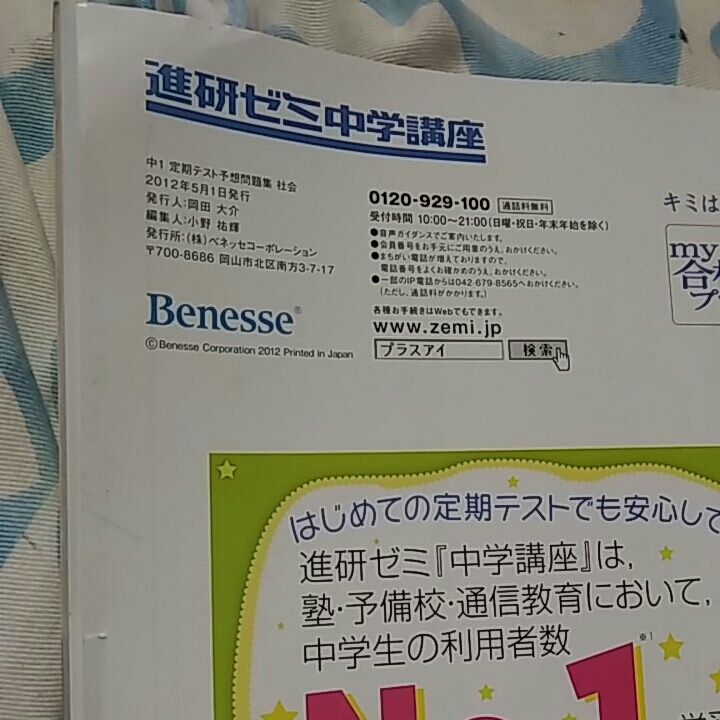 進研ゼミ中学講座
中1 定期テスト予想問題集 社会
2012年5月1日発行
発行人:岡田 大介
編集人:小野 祐輝
発行所:(株)ベネッセコーポレーション
〒700-8686 岡山市北区南方3-7-17
Benesse®
©Benesse Corporation 2012 Printed in Japan
0120-929-100 通話料無料
受付時間 10:00~21:00(日曜・祝日・年末年始を除く)
●音声ガイダンスでご案内いたします。
●会員番号をお手元にご用意のうえ、おかけください。
●まちがい電話が増えておりますので、
電話番号をよくお確かめのうえ、おかけください。
●一部のIP電話からは042-679-8565へおかけください。
(ただし、通話料がかかります。)
各種お手続きはWebでもできます。
www.zemi.jp
プラスアイ 検索
キミは
my
合格
プ
はじめての定期テストでも安心して
進研ゼミ『中学講座』は、
塾・予備校・通信教育において、
中学生の利用者数
No.1
※1